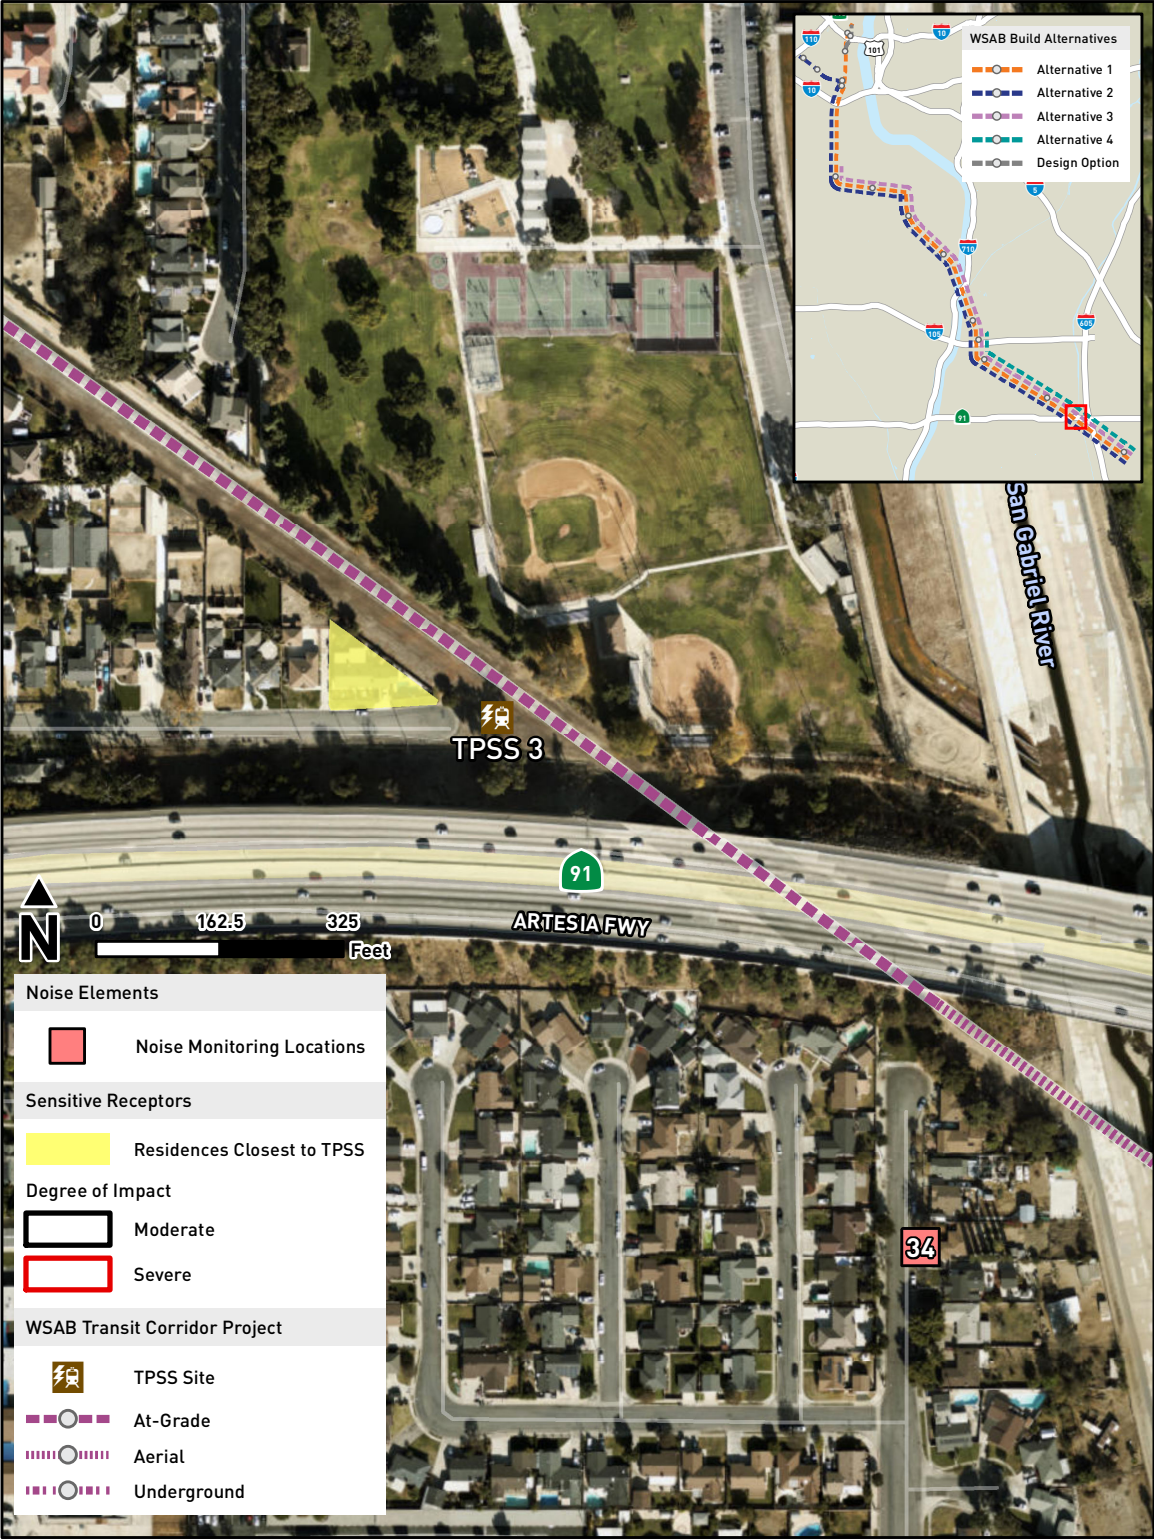 110
10
101
10
5
710
105
605
91
WSAB Build Alternatives
Alternative 1
Alternative 2
Alternative 3
Alternative 4
Design Option
San Gabriel River
TPSS 3
91
ARTESIA FWY
N
0 162.5 325
Feet
Noise Elements
Noise Monitoring Locations
Sensitive Receptors
Residences Closest to TPSS
Degree of Impact
Moderate
Severe
WSAB Transit Corridor Project
TPSS Site
At-Grade
Aerial
Underground
34